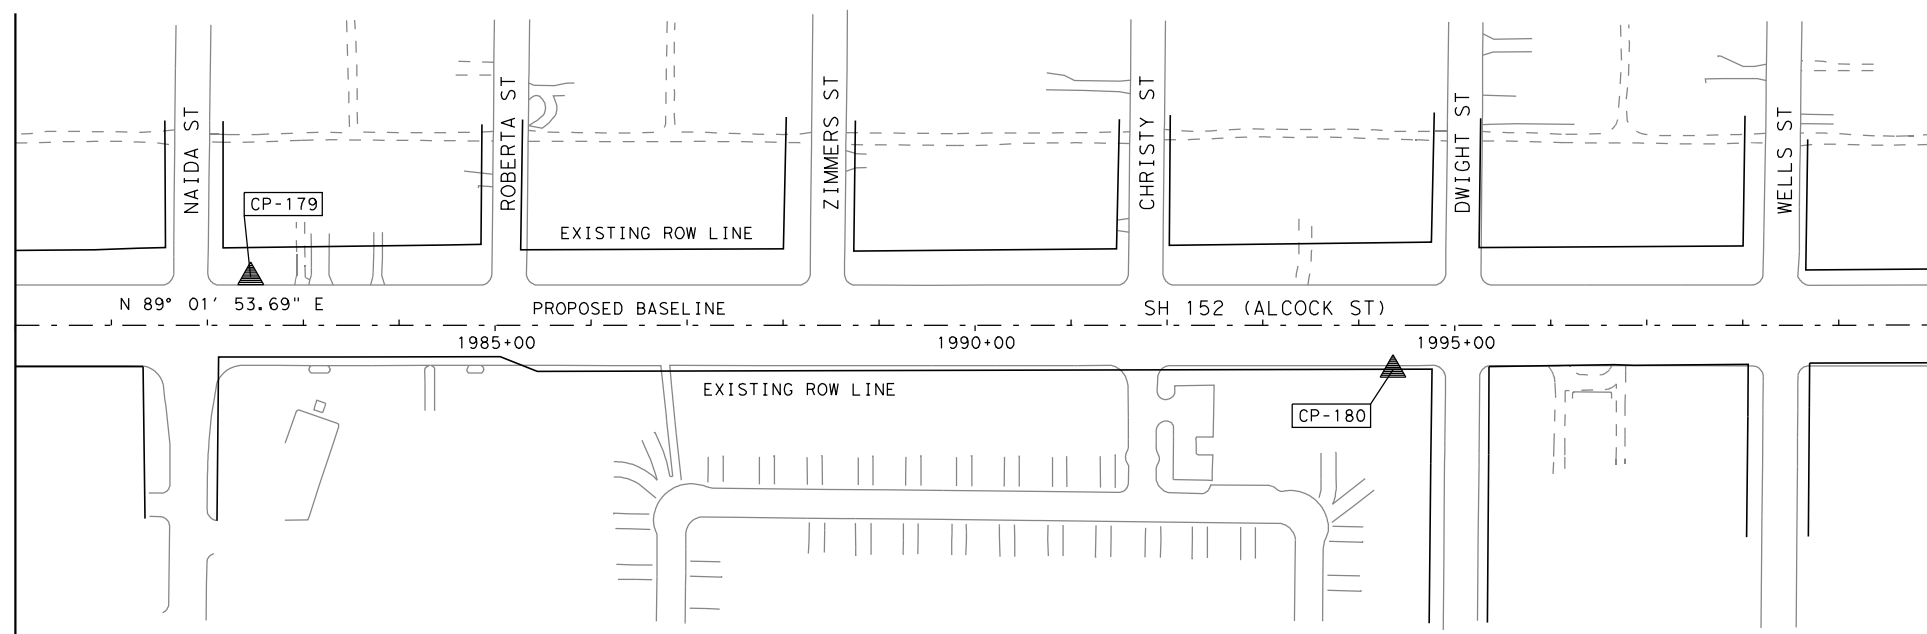 NAIDA ST
ROBERTA ST
ZIMMERS ST
CHRISTY ST
DWIGHT ST
WELLS ST
CP-179
EXISTING ROW LINE
N 89° 01' 53.69" E
PROPOSED BASELINE
SH 152 (ALCOCK ST)
1985+00
1990+00
1995+00
EXISTING ROW LINE
CP-180